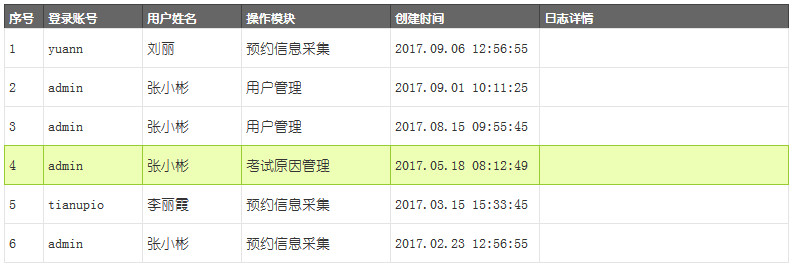 序号 登录账号 用户姓名 操作模块 创建时间 日志详情
1 yuann 刘丽 预约信息采集 2017.09.06 12:56:55
2 admin 张小彬 用户管理 2017.09.01 10:11:25
3 admin 张小彬 用户管理 2017.08.15 09:55:45
4 admin 张小彬 考试原因管理 2017.05.18 08:12:49
5 tianupio 李丽霞 预约信息采集 2017.03.15 15:33:45
6 admin 张小彬 预约信息采集 2017.02.23 12:56:55